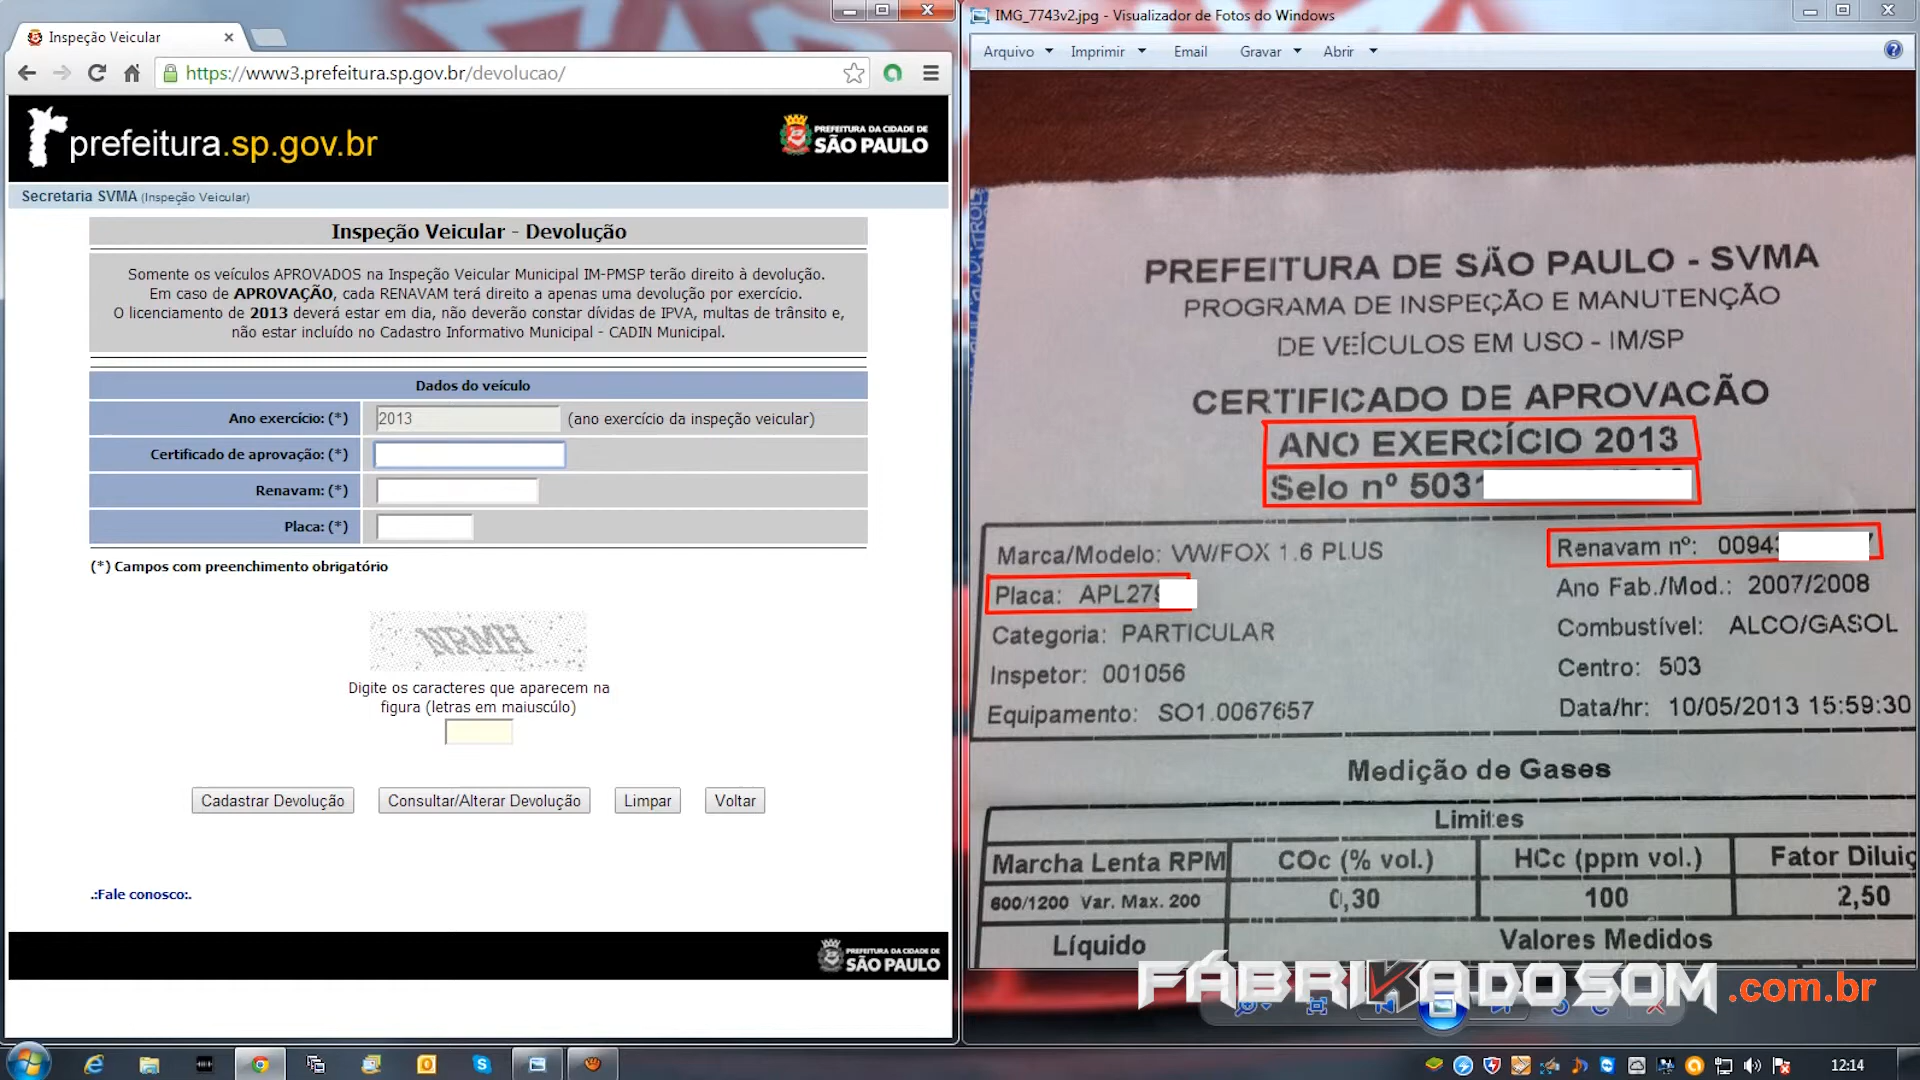 Inspeção Veicular
https://www3.prefeitura.sp.gov.br/devolucao/
prefeitura.sp.gov.br
PREFEITURA DA CIDADE DE
SÃO PAULO
Secretaria SVMA (Inspeção Veicular)
Inspeção Veicular - Devolução
Somente os veículos APROVADOS na Inspeção Veicular Municipal IM-PMSP terão direito à devolução.
Em caso de APROVAÇÃO, cada RENAVAM terá direito a apenas uma devolução por exercício.
O licenciamento de 2013 deverá estar em dia, não deverão constar dívidas de IPVA, multas de trânsito e,
não estar incluído no Cadastro Informativo Municipal - CADIN Municipal.
Dados do veículo
Ano exercício: (*) 2013 (ano exercício da inspeção veicular)
Certificado de aprovação: (*)
Renavam: (*)
Placa: (*)
(*) Campos com preenchimento obrigatório
NRMH
Digite os caracteres que aparecem na
figura (letras em maiuscúlo)
Cadastrar Devolução Consultar/Alterar Devolução Limpar Voltar
.:Fale conosco:.
PREFEITURA DA CIDADE DE
SÃO PAULO
IMG_7743v2.jpg - Visualizador de Fotos do Windows
Arquivo Imprimir Email Gravar Abrir
PREFEITURA DE SÃO PAULO - SVMA
PROGRAMA DE INSPEÇÃO E MANUTENÇÃO
DE VEÍCULOS EM USO - IM/SP
CERTIFICADO DE APROVAÇÃO
ANO EXERCÍCIO 2013
Selo nº 5031
Marca/Modelo: VW/FOX 1.6 PLUS
Renavam nº: 0094
Placa: APL279
Ano Fab./Mod.: 2007/2008
Categoria: PARTICULAR
Combustível: ALCO/GASOL
Inspetor: 001056
Centro: 503
Equipamento: SO1.0067657
Data/hr: 10/05/2013 15:59:30
Medição de Gases
Limites
Marcha Lenta RPM COc (% vol.) HCc (ppm vol.) Fator Diluiç
600/1200 Var. Max. 200 0,30 100 2,50
Líquido Valores Medidos
FÁBRIKADOSOM.com.br
12:14